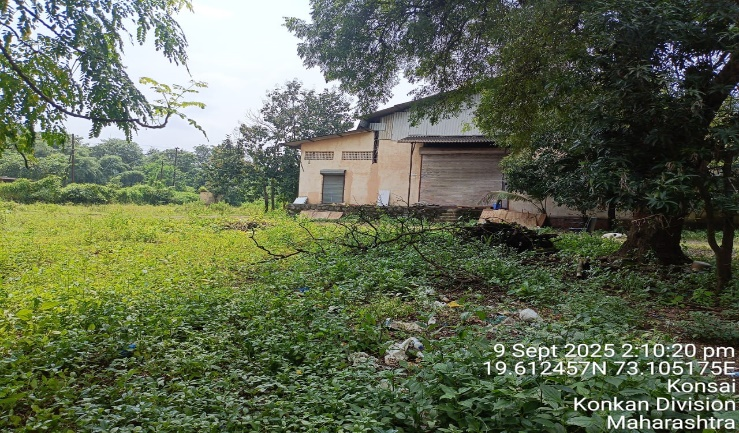 9 Sept 2025 2:10:20 pm
19.612457N 73.105175E
Konsai
Konkan Division
Maharashtra